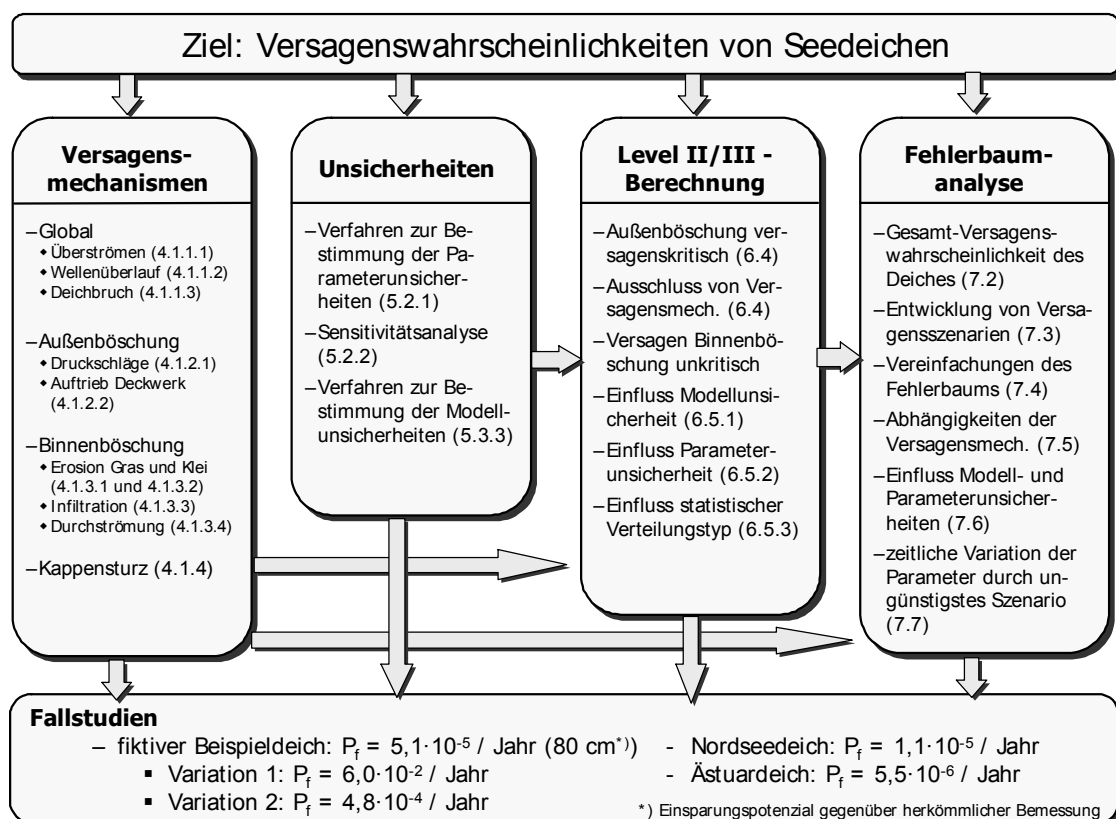 Ziel: Versagenswahrscheinlichkeiten von Seedeichen
Versagens-
mechanismen
–Global
◆ Überströmen (4.1.1.1)
◆ Wellenüberlauf (4.1.1.2)
◆ Deichbruch (4.1.1.3)
–Außenböschung
◆ Druckschläge (4.1.2.1)
◆ Auftrieb Deckwerk
(4.1.2.2)
–Binnenböschung
◆ Erosion Gras und Klei
(4.1.3.1 und 4.1.3.2)
◆ Infiltration (4.1.3.3)
◆ Durchströmung (4.1.3.4)
–Kappensturz (4.1.4)
Unsicherheiten
–Verfahren zur Be-
stimmung der Pa-
rameterunsicher-
heiten (5.2.1)
–Sensitivitätsanalyse
(5.2.2)
–Verfahren zur Be-
stimmung der Modell-
unsicherheiten (5.3.3)
Level II/III -
Berechnung
–Außenböschung ver-
sagenskritisch (6.4)
–Ausschluss von Ver-
sagensmech. (6.4)
–Versagen Binnenbö-
schung unkritisch
–Einfluss Modellunsi-
cherheit (6.5.1)
–Einfluss Parameter-
unsicherheit (6.5.2)
–Einfluss statistischer
Verteilungstyp (6.5.3)
Fehlerbaum-
analyse
–Gesamt-Versagens-
wahrscheinlichkeit des
Deiches (7.2)
–Entwicklung von Versa-
gensszenarien (7.3)
–Vereinfachungen des
Fehlerbaums (7.4)
–Abhängigkeiten der
Versagensmech. (7.5)
–Einfluss Modell- und
Parameterunsicher-
heiten (7.6)
–zeitliche Variation der
Parameter durch un-
günstigstes Szenario
(7.7)
Fallstudien
– fiktiver Beispieldeich: P_f = 5,1·10⁻⁵ / Jahr (80 cm*⁾)
▪ Variation 1: P_f = 6,0·10⁻² / Jahr
▪ Variation 2: P_f = 4,8·10⁻⁴ / Jahr
- Nordseedeich: P_f = 1,1·10⁻⁵ / Jahr
- Ästuardeich: P_f = 5,5·10⁻⁶ / Jahr
*) Einsparungspotenzial gegenüber herkömmlicher Bemessung